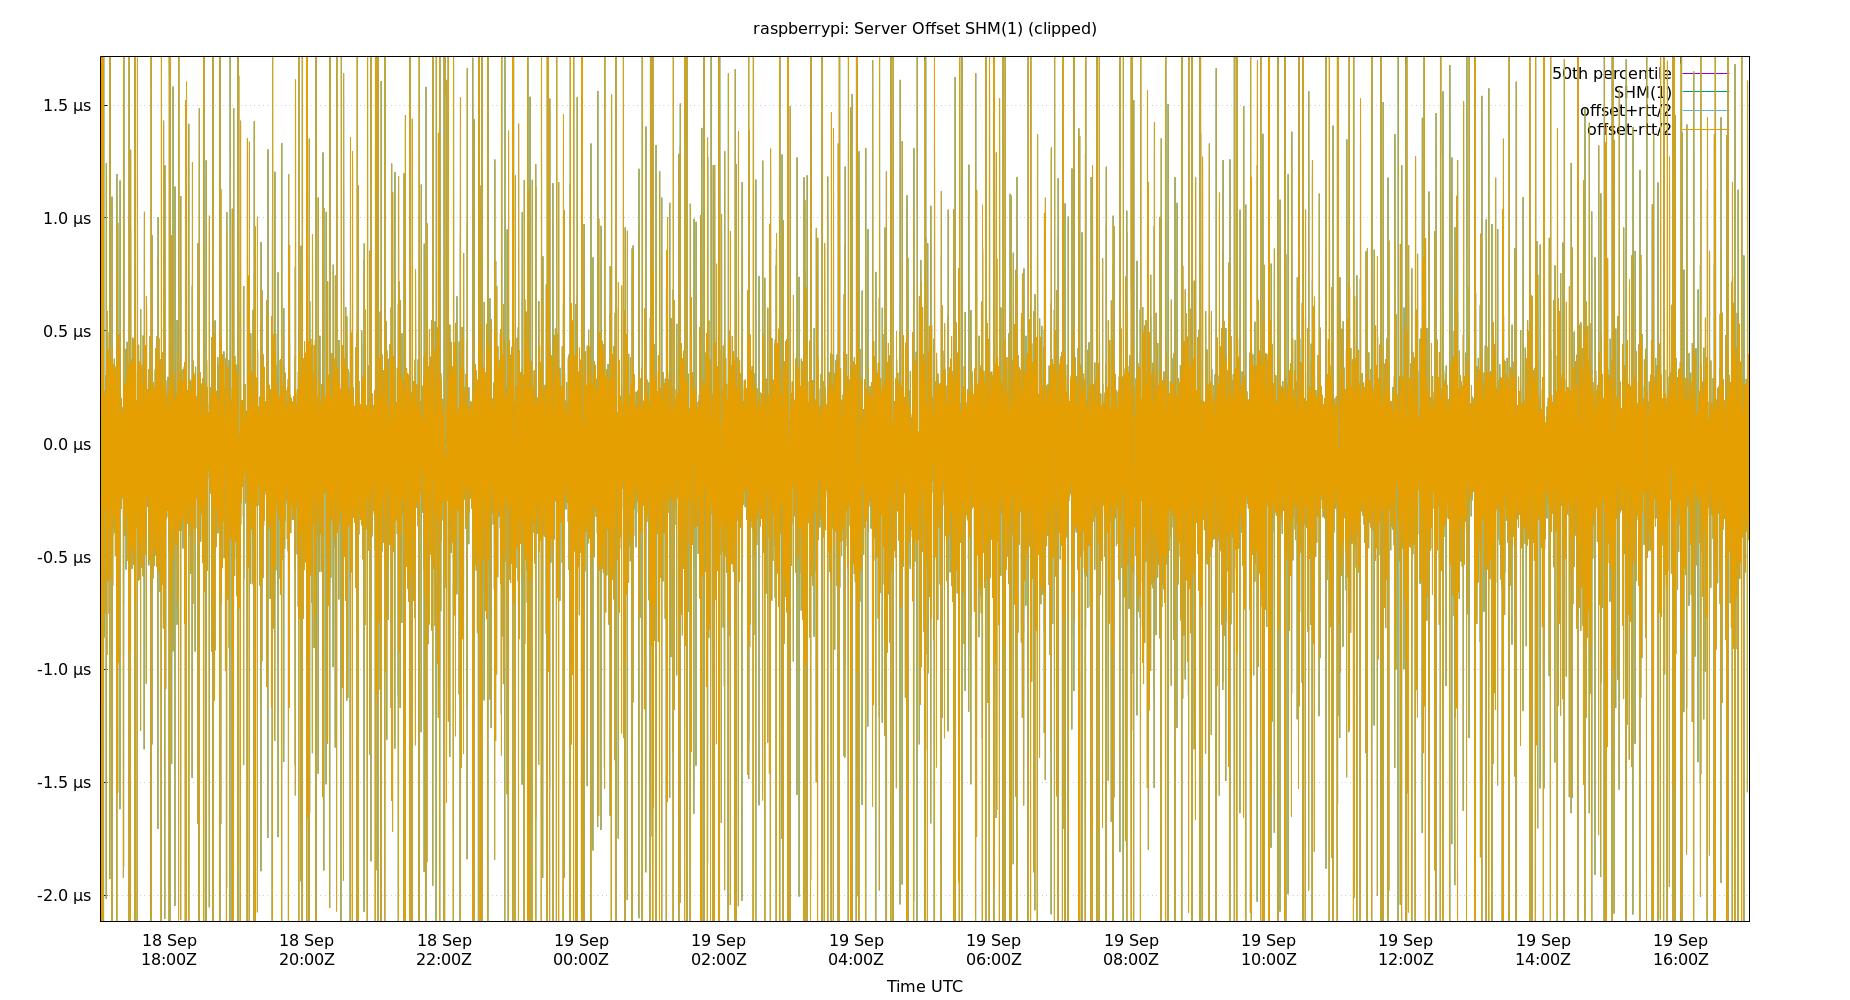 raspberrypi: Server Offset SHM(1) (clipped)
50th percentile
SHM(1)
offset+rtt/2
offset-rtt/2
1.5 µs
1.0 µs
0.5 µs
0.0 µs
-0.5 µs
-1.0 µs
-1.5 µs
-2.0 µs
18 Sep 18 Sep 18 Sep 19 Sep 19 Sep 19 Sep 19 Sep 19 Sep 19 Sep 19 Sep 19 Sep 19 Sep
18:00Z 20:00Z 22:00Z 00:00Z 02:00Z 04:00Z 06:00Z 08:00Z 10:00Z 12:00Z 14:00Z 16:00Z
Time UTC